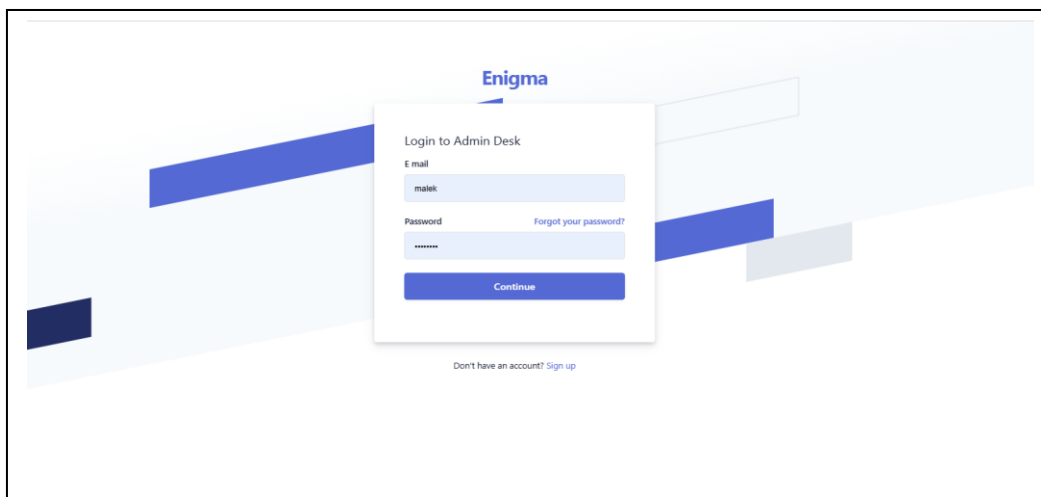 Enigma
Login to Admin Desk
E mail
malek
Password Forgot your password?
••••••••
Continue
Don't have an account? Sign up